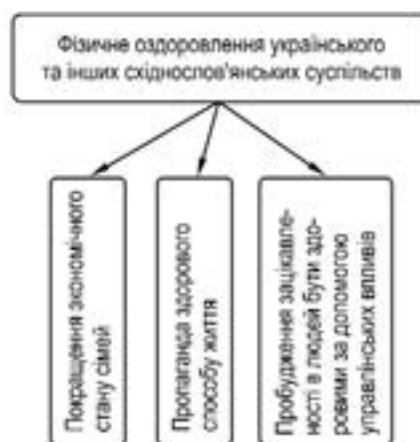 Фізичне оздоровлення українського
та інших східнослов'янських суспільств
Покращення економічного
стану сімей
Пропаганда здорового
способу життя
Пробудження зацікавле-
ності в людей бути здо-
ровими за допомогою
управлінських впливів